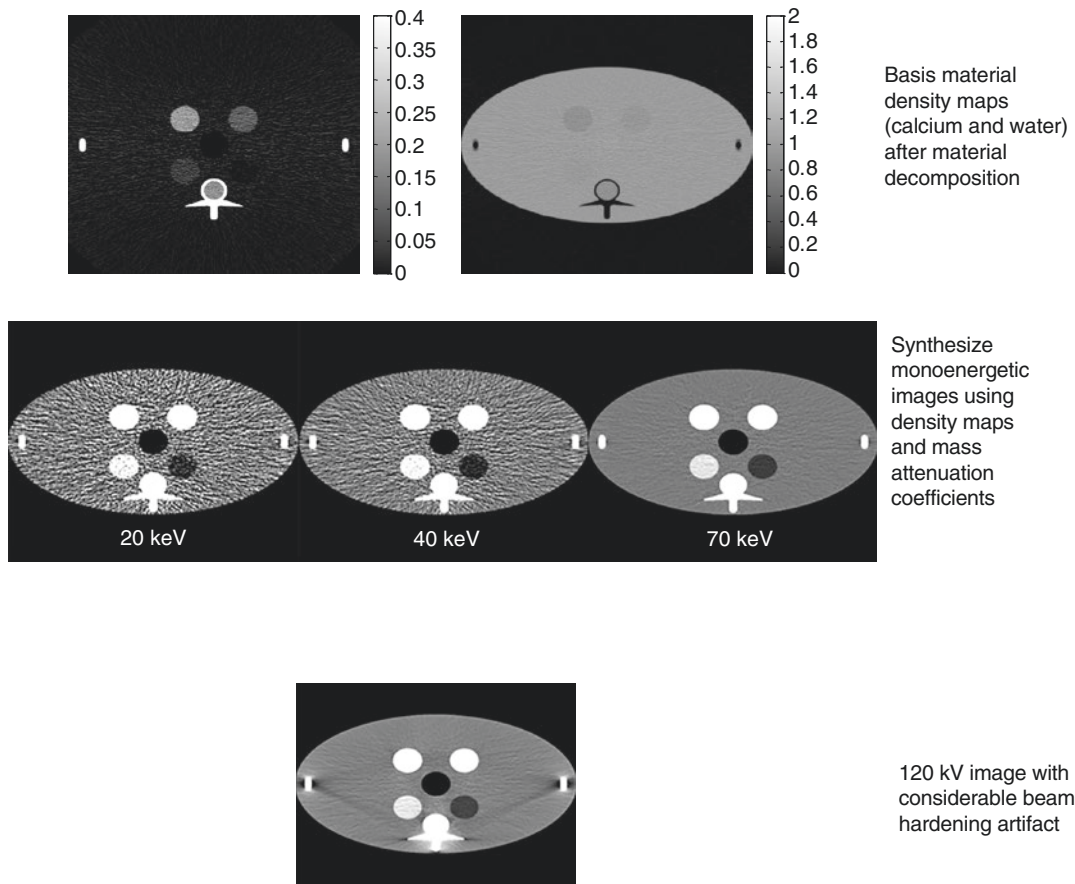 0.4
0.35
0.3
0.25
0.2
0.15
0.1
0.05
0
2
1.8
1.6
1.4
1.2
1
0.8
0.6
0.4
0.2
0
Basis material
density maps
(calcium and water)
after material
decomposition
20 keV
40 keV
70 keV
Synthesize
monoenergetic
images using
density maps
and mass
attenuation
coefficients
120 kV image with
considerable beam
hardening artifact